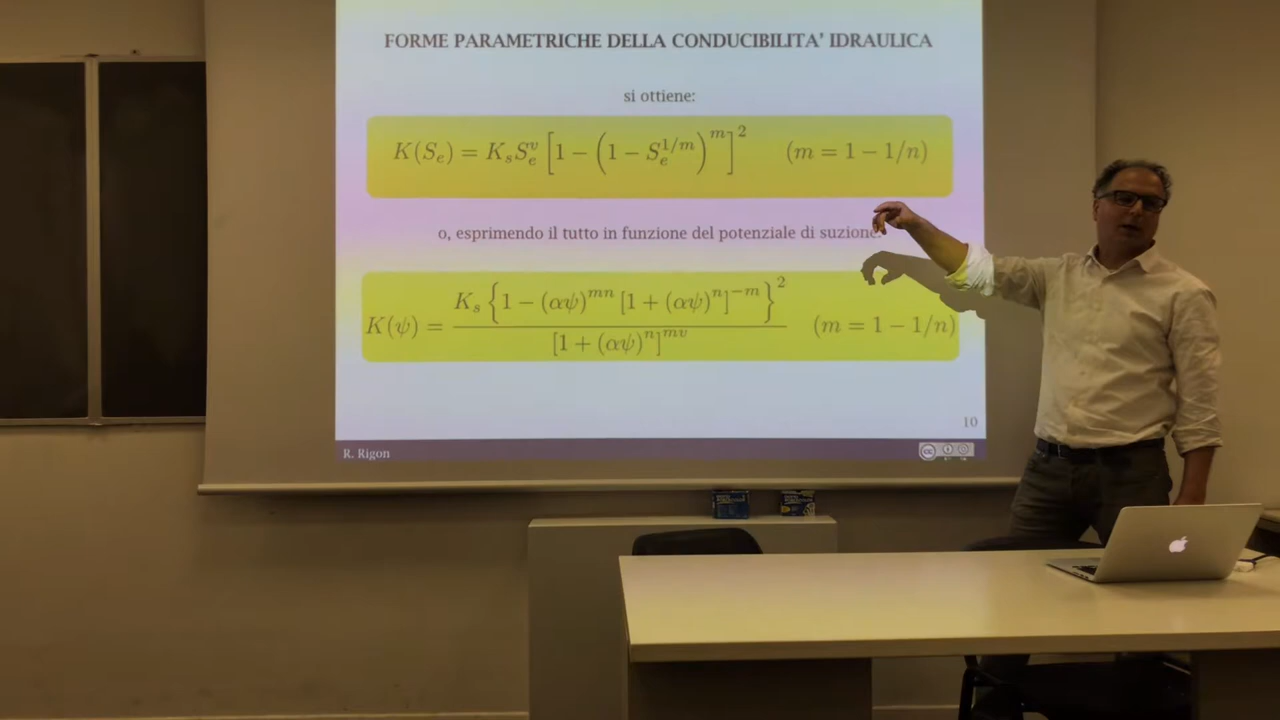 FORME PARAMETRICHE DELLA CONDUCIBILITA' IDRAULICA
si ottiene:
K(S_e) = K_s S_e^v [1 − (1 − S_e^{1/m})^m]^2 (m = 1 − 1/n)
o, esprimendo il tutto in funzione del potenziale di suzione:
K(ψ) = \frac{K_s {1 − (αψ)^{mn} [1 + (αψ)^n]^{−m}}^2}{[1 + (αψ)^n]^{mv}} (m = 1 − 1/n)
10
R. Rigon
cc